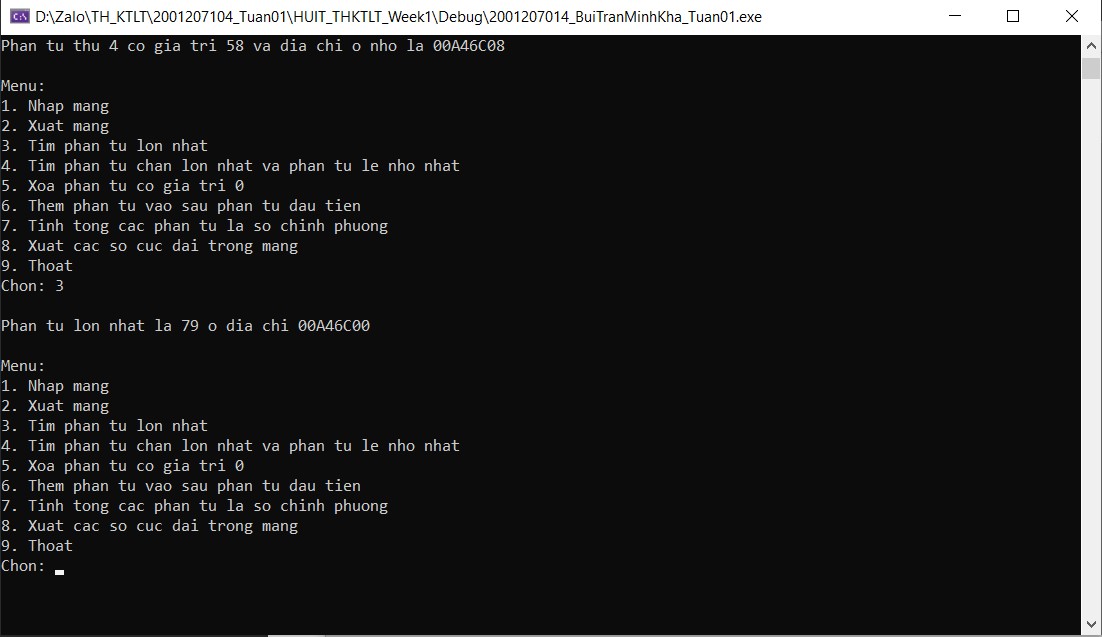 D:\Zalo\TH_KTLT\2001207104_Tuan01\HUIT_THKTLT_Week1\Debug\2001207014_BuiTranMinhKha_Tuan01.exe
Phan tu thu 4 co gia tri 58 va dia chi o nho la 00A46C08
Menu:
1. Nhap mang
2. Xuat mang
3. Tim phan tu lon nhat
4. Tim phan tu chan lon nhat va phan tu le nho nhat
5. Xoa phan tu co gia tri 0
6. Them phan tu vao sau phan tu dau tien
7. Tinh tong cac phan tu la so chinh phuong
8. Xuat cac so cuc dai trong mang
9. Thoat
Chon: 3
Phan tu lon nhat la 79 o dia chi 00A46C00
Menu:
1. Nhap mang
2. Xuat mang
3. Tim phan tu lon nhat
4. Tim phan tu chan lon nhat va phan tu le nho nhat
5. Xoa phan tu co gia tri 0
6. Them phan tu vao sau phan tu dau tien
7. Tinh tong cac phan tu la so chinh phuong
8. Xuat cac so cuc dai trong mang
9. Thoat
Chon: